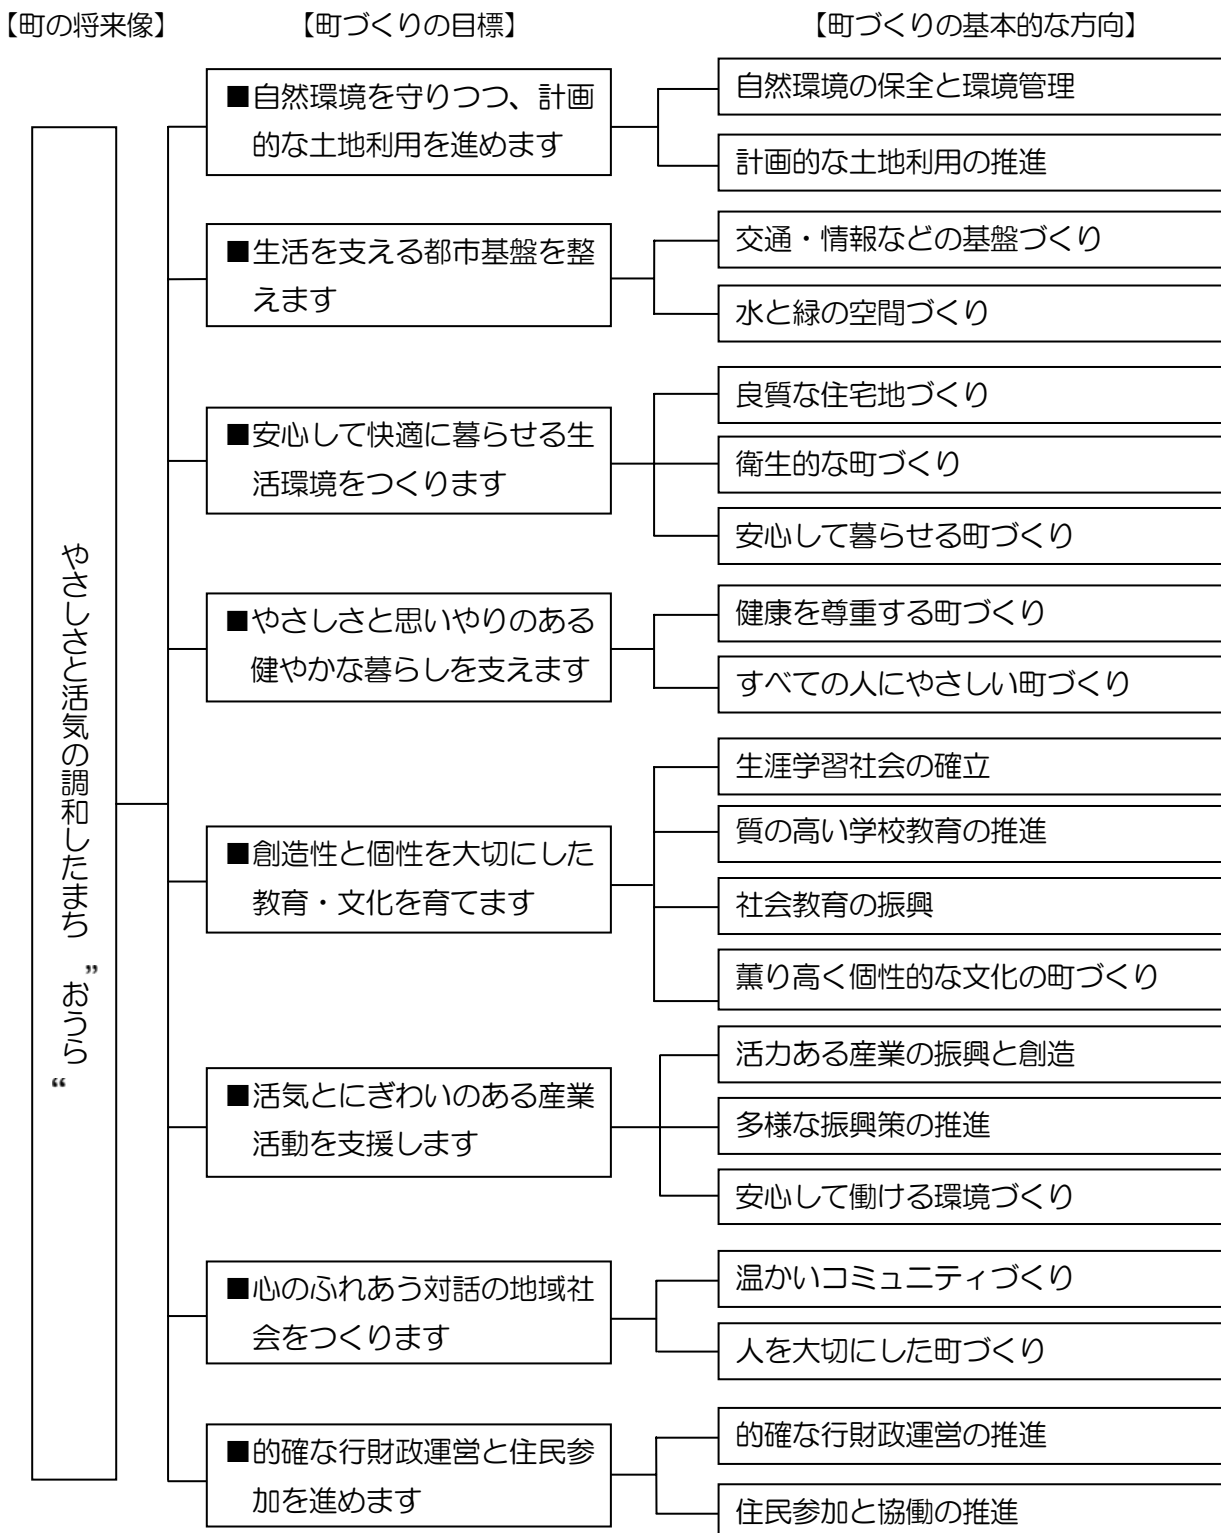 【町の将来像】
【町づくりの目標】
【町づくりの基本的な方向】
やさしさと活気の調和したまち ”おうら“
■自然環境を守りつつ、計画
的な土地利用を進めます
自然環境の保全と環境管理
計画的な土地利用の推進
■生活を支える都市基盤を整
えます
交通・情報などの基盤づくり
水と緑の空間づくり
■安心して快適に暮らせる生
活環境をつくります
良質な住宅地づくり
衛生的な町づくり
安心して暮らせる町づくり
■やさしさと思いやりのある
健やかな暮らしを支えます
健康を尊重する町づくり
すべての人にやさしい町づくり
■創造性と個性を大切にした
教育・文化を育てます
生涯学習社会の確立
質の高い学校教育の推進
社会教育の振興
薫り高く個性的な文化の町づくり
■活気とにぎわいのある産業
活動を支援します
活力ある産業の振興と創造
多様な振興策の推進
安心して働ける環境づくり
■心のふれあう対話の地域社
会をつくります
温かいコミュニティづくり
人を大切にした町づくり
■的確な行財政運営と住民参
加を進めます
的確な行財政運営の推進
住民参加と協働の推進